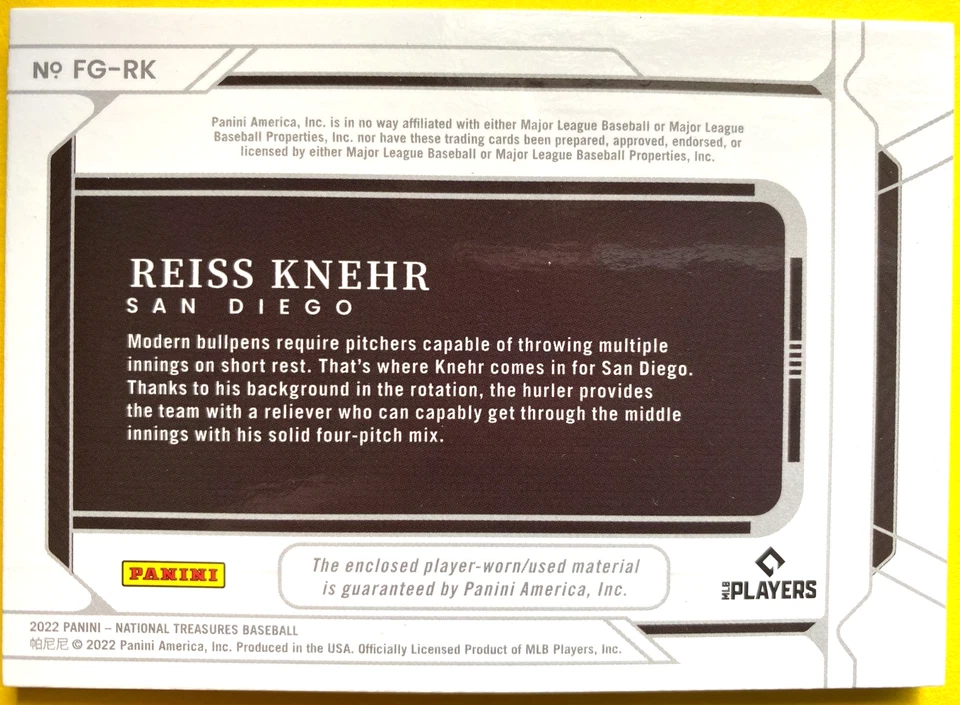 Nº FG-RK
Panini America, Inc. is in no way affiliated with either Major League Baseball or Major League
Baseball Properties, Inc. nor have these trading cards been prepared, approved, endorsed, or
licensed by either Major League Baseball or Major League Baseball Properties, Inc.
REISS KNEHR
SAN DIEGO
Modern bullpens require pitchers capable of throwing multiple
innings on short rest. That's where Knehr comes in for San Diego.
Thanks to his background in the rotation, the hurler provides
the team with a reliever who can capably get through the middle
innings with his solid four-pitch mix.
PANINI
The enclosed player-worn/used material
is guaranteed by Panini America, Inc.
MLB PLAYERS
2022 PANINI – NATIONAL TREASURES BASEBALL
帕尼尼 © 2022 Panini America, Inc. Produced in the USA. Officially Licensed Product of MLB Players, Inc.